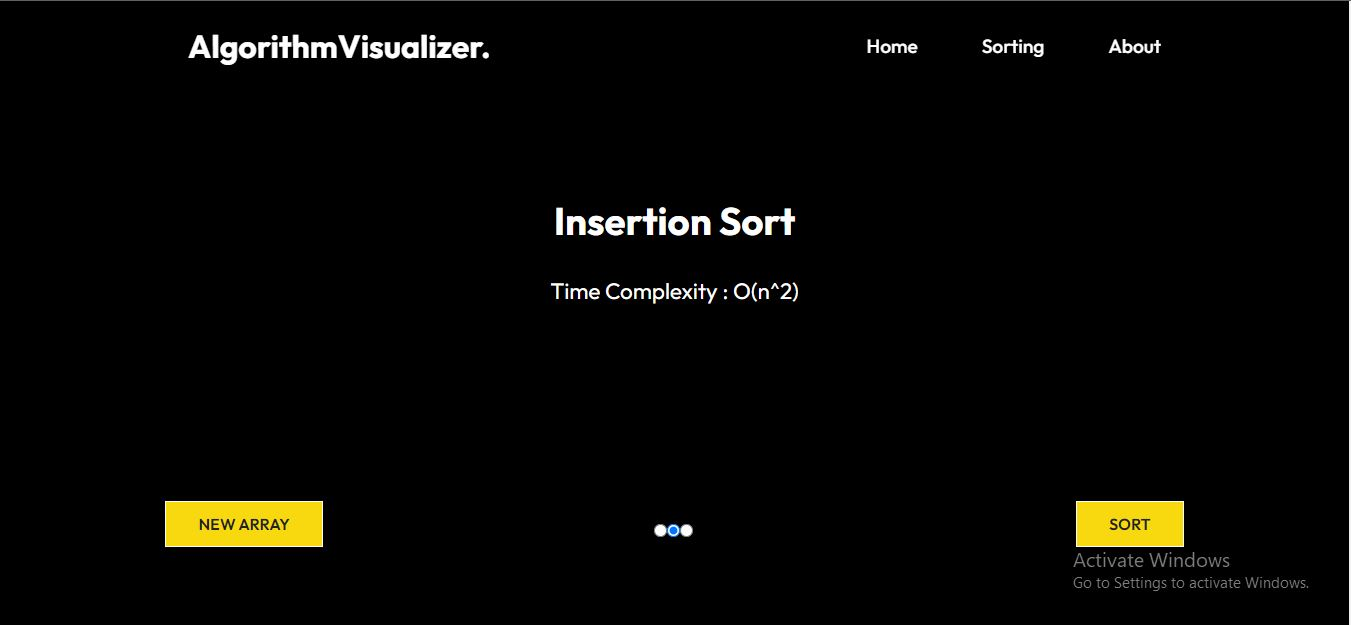 AlgorithmVisualizer.
Home Sorting About
Insertion Sort
Time Complexity : O(n^2)
NEW ARRAY
SORT
Activate Windows
Go to Settings to activate Windows.